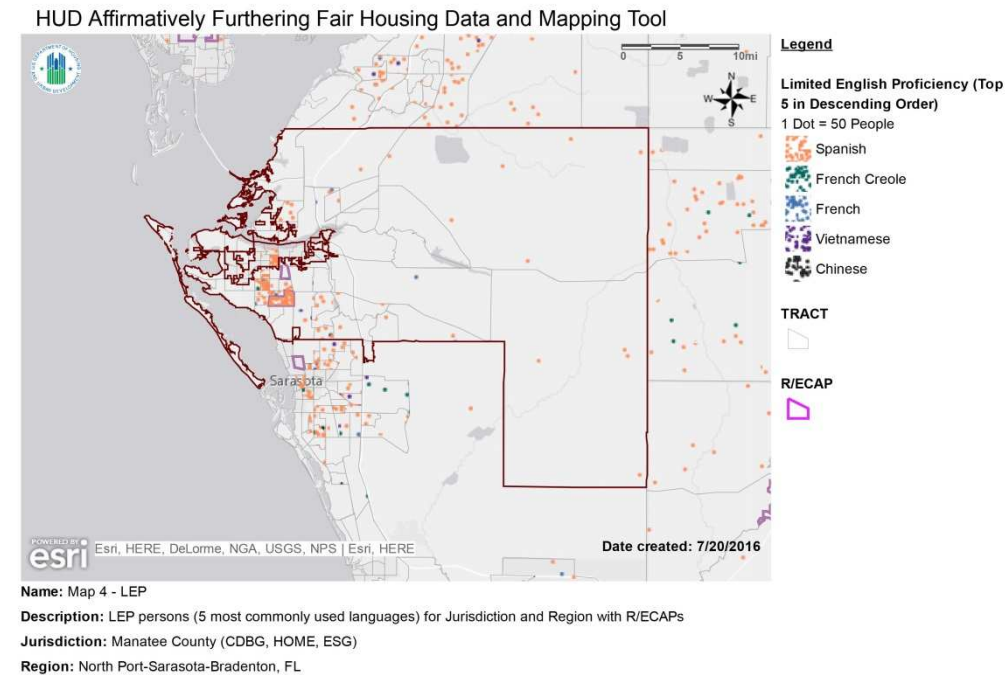 HUD Affirmatively Furthering Fair Housing Data and Mapping Tool
0 5 10mi
N
W E
S
Bay
Sarasota
Legend
Limited English Proficiency (Top
5 in Descending Order)
1 Dot = 50 People
Spanish
French Creole
French
Vietnamese
Chinese
TRACT
R/ECAP
POWERED BY
esri
Esri, HERE, DeLorme, NGA, USGS, NPS | Esri, HERE
Date created: 7/20/2016
Name: Map 4 - LEP
Description: LEP persons (5 most commonly used languages) for Jurisdiction and Region with R/ECAPs
Jurisdiction: Manatee County (CDBG, HOME, ESG)
Region: North Port-Sarasota-Bradenton, FL